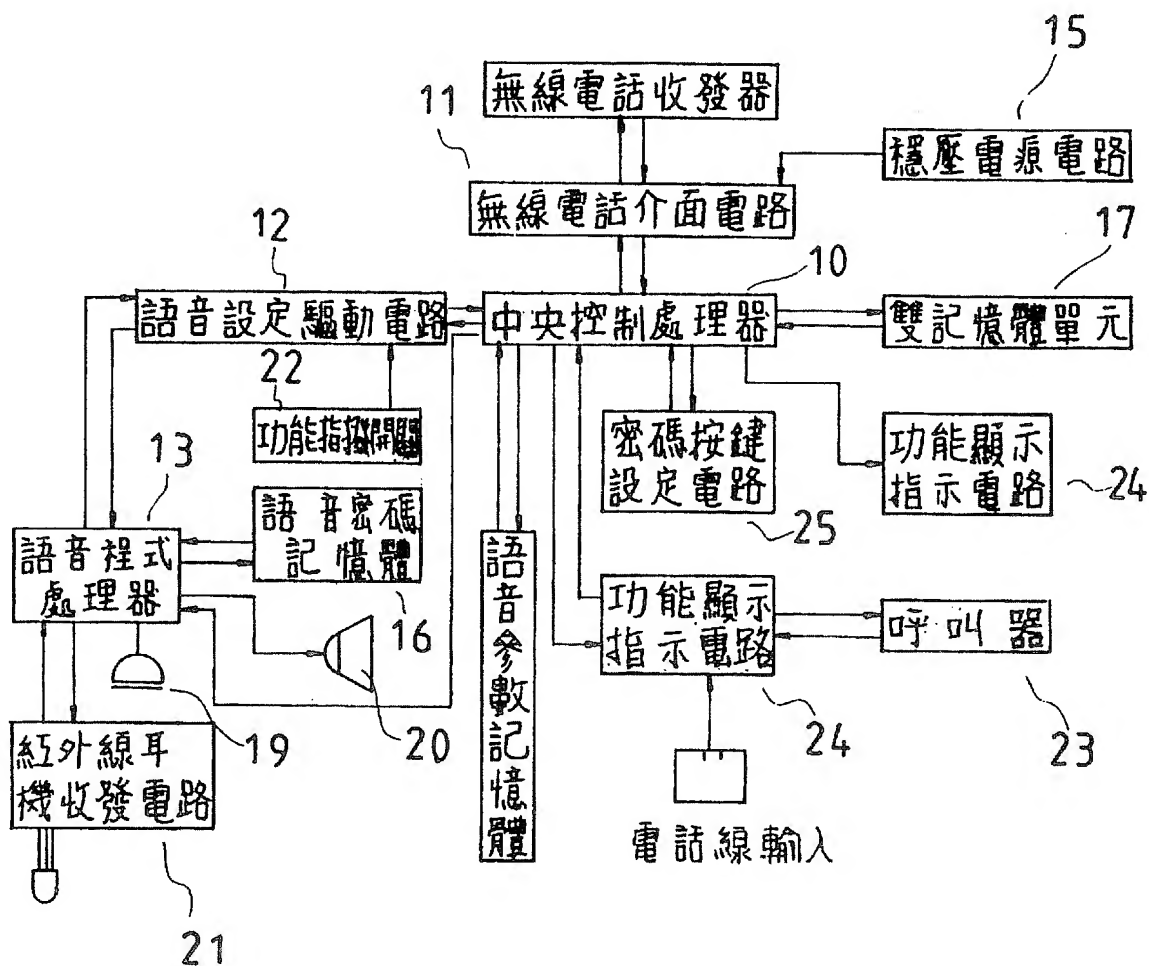 15
無線電話收發器
11
穩壓電源電路
無線電話介面電路
12
10
17
語音設定驅動電路
中央控制處理器
雙記憶體單元
22
功能指撥開關
密碼按鍵
設定電路
功能顯示
指示電路
24
13
語音密碼
記憶體
25
語音程式
處理器
語音參數記憶體
16
功能顯示
指示電路
呼叫器
19
20
24
23
紅外線耳
機收發電路
電話線輸入
21